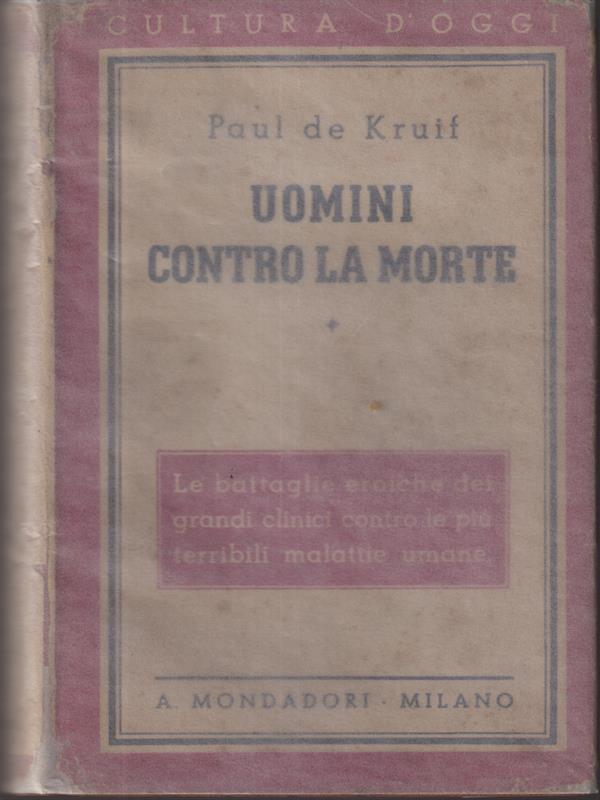 CULTURA D'OGGI
Paul de Kruif
UOMINI
CONTRO LA MORTE
Le battaglie eroiche dei
grandi clinici contro le più
terribili malattie umane.
A. MONDADORI · MILANO